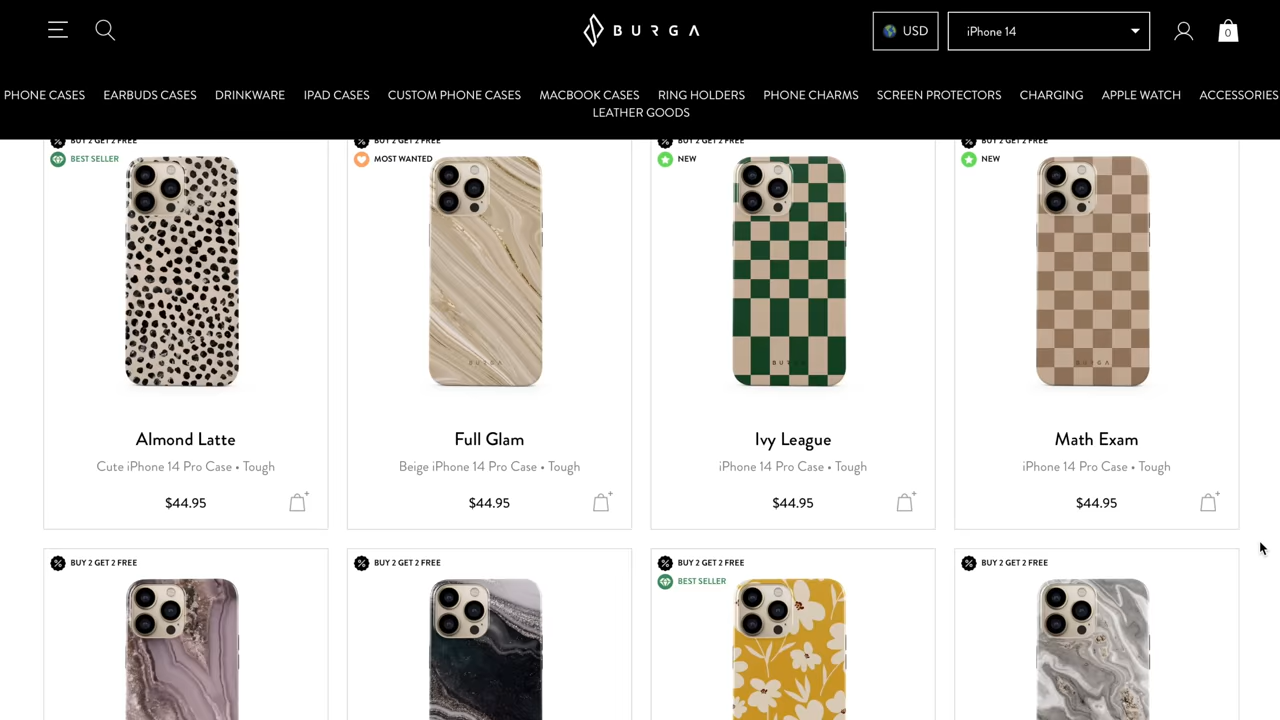 BURGA
USD
iPhone 14
0
PHONE CASES EARBUDS CASES DRINKWARE IPAD CASES CUSTOM PHONE CASES MACBOOK CASES RING HOLDERS PHONE CHARMS SCREEN PROTECTORS CHARGING APPLE WATCH ACCESSORIES
LEATHER GOODS
BUY 2 GET 2 FREE
BEST SELLER
BUY 2 GET 2 FREE
MOST WANTED
BUY 2 GET 2 FREE
NEW
BUY 2 GET 2 FREE
NEW
BURGA
BURGA
BURGA
Almond Latte
Cute iPhone 14 Pro Case • Tough
$44.95
Full Glam
Beige iPhone 14 Pro Case • Tough
$44.95
Ivy League
iPhone 14 Pro Case • Tough
$44.95
Math Exam
iPhone 14 Pro Case • Tough
$44.95
BUY 2 GET 2 FREE
BUY 2 GET 2 FREE
BUY 2 GET 2 FREE
BEST SELLER
BUY 2 GET 2 FREE